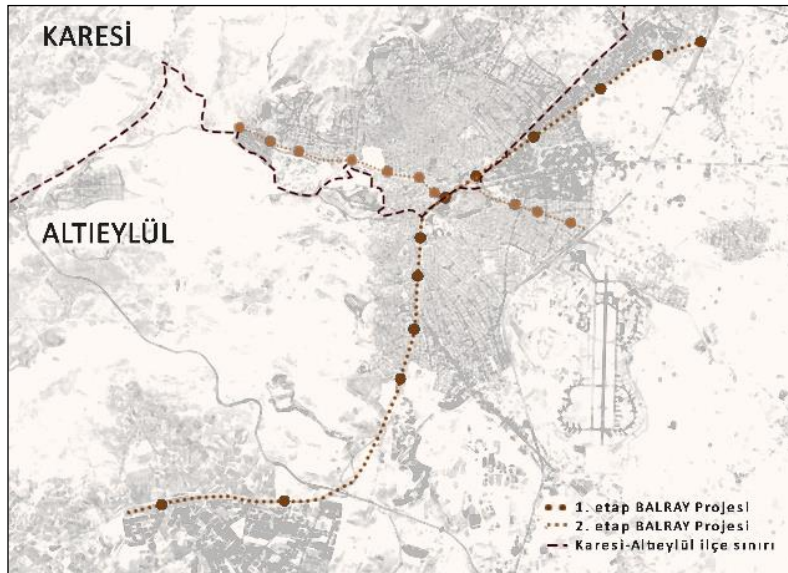 KARESİ
ALTIEYLÜL
1. etap BALRAY Projesi
2. etap BALRAY Projesi
Karesi-Altıeylül ilçe sınırı